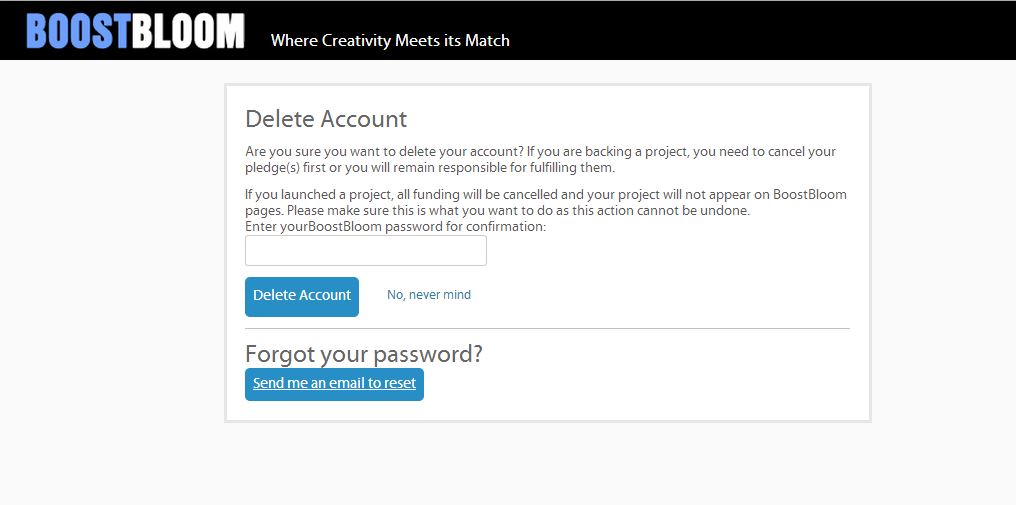 BOOSTBLOOM Where Creativity Meets its Match
Delete Account
Are you sure you want to delete your account? If you are backing a project, you need to cancel your
pledge(s) first or you will remain responsible for fulfilling them.
If you launched a project, all funding will be cancelled and your project will not appear on BoostBloom
pages. Please make sure this is what you want to do as this action cannot be undone.
Enter yourBoostBloom password for confirmation:
Delete Account No, never mind
Forgot your password?
Send me an email to reset